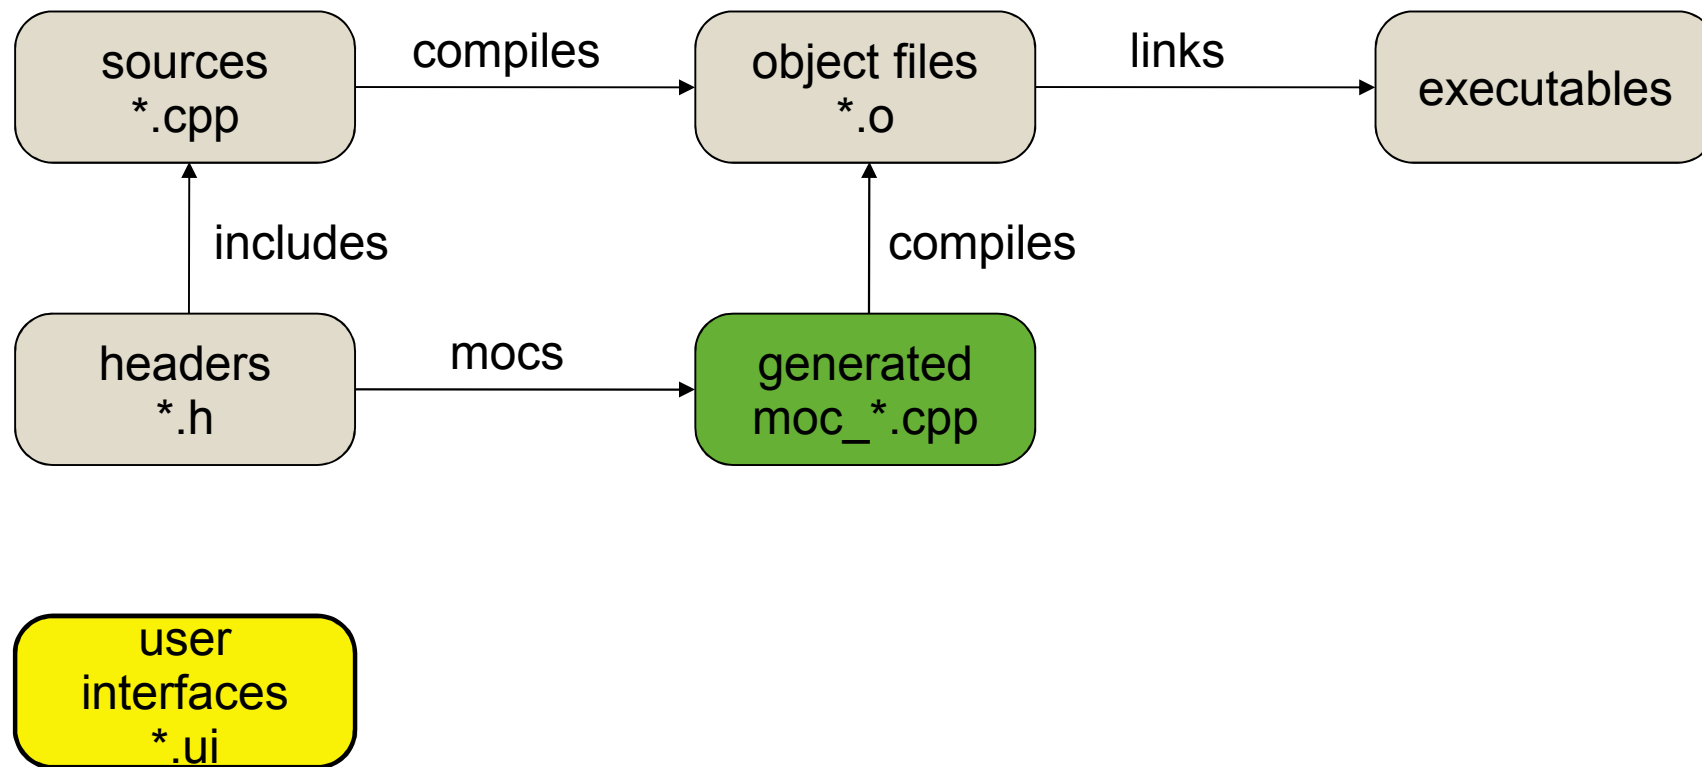 sources
*.cpp
compiles
object files
*.o
links
executables
includes
compiles
headers
*.h
mocs
generated
moc_*.cpp
user
interfaces
*.ui